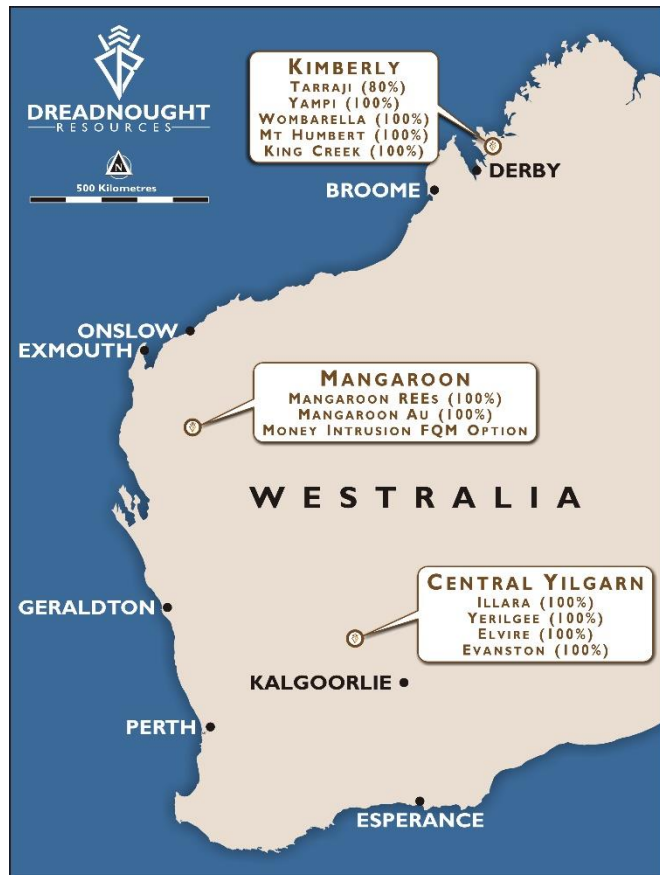 DREADNOUGHT
RESOURCES
N
500 Kilometres
KIMBERLY
TARRAJI (80%)
YAMPI (100%)
WOMBARELLA (100%)
MT HUMBERT (100%)
KING CREEK (100%)
DERBY
BROOME
ONSLOW
EXMOUTH
MANGAROON
MANGAROON REES (100%)
MANGAROON AU (100%)
MONEY INTRUSION FQM OPTION
WESTRALIA
CENTRAL YILGARN
ILLARA (100%)
YERILGEE (100%)
ELVIRE (100%)
EVANSTON (100%)
GERALDTON
KALGOORLIE
PERTH
ESPERANCE